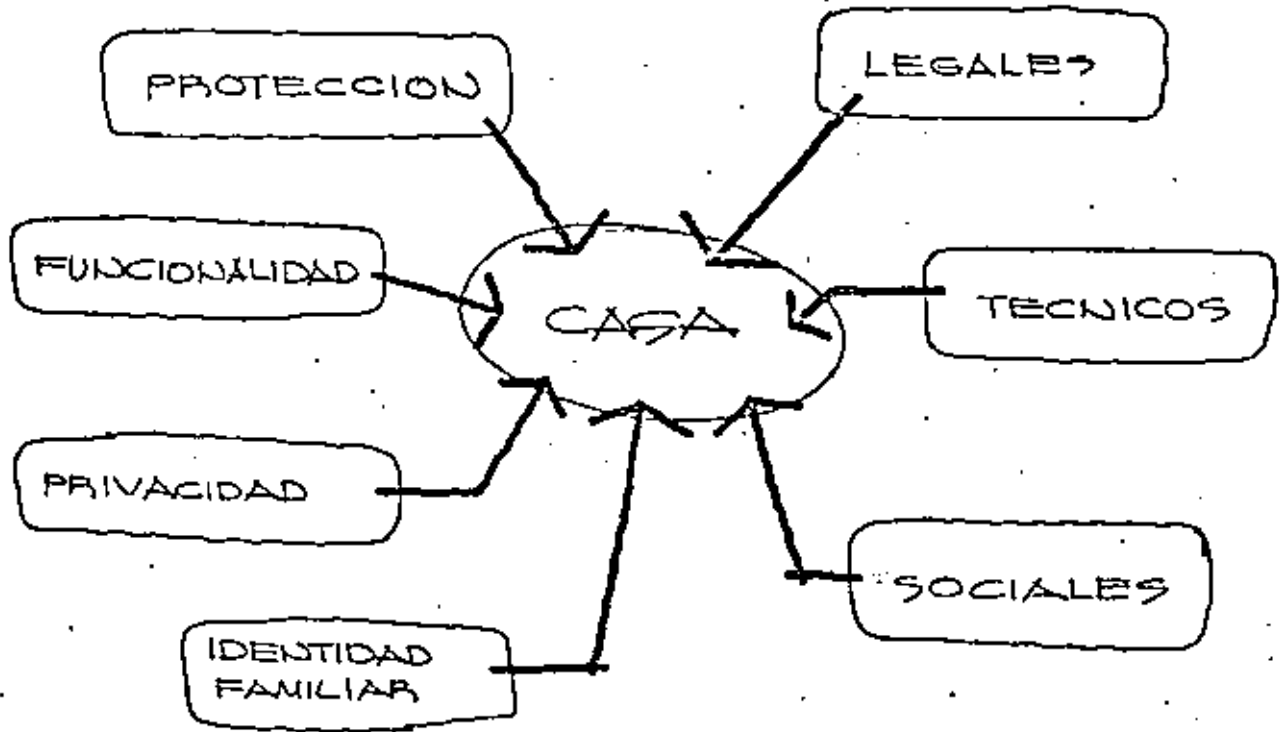 PROTECCION
LEGALES
FUNCIONALIDAD
CASA
TECNICOS
PRIVACIDAD
SOCIALES
IDENTIDAD
FAMILIAR